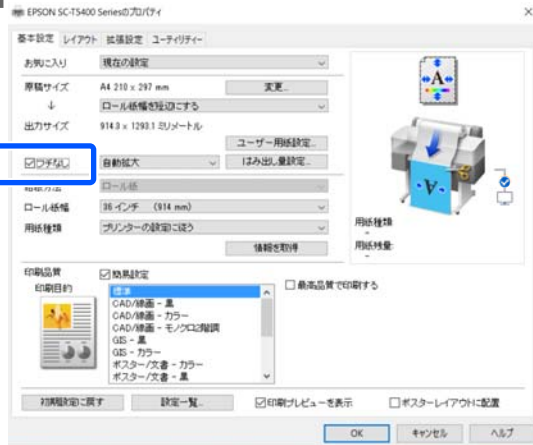 EPSON SC-T5400 Seriesのプロパティ
基本設定 レイアウト 拡張設定 ユーティリティー
お気に入り 現在の設定
原稿サイズ A4 210 x 297 mm 変更...
↓ ロール紙幅を短辺にする
出力サイズ 914.3 x 1293.1 ミリメートル
ユーザー用紙設定...
フチなし 自動拡大 はみ出し量設定...
給紙方法 ロール紙
ロール紙幅 36 インチ (914 mm)
用紙種類 プリンターの設定に従う
情報を取得
用紙種類:
-
用紙残量:
-
印刷品質 簡易設定
印刷目的 標準
最高品質で印刷する
CAD/線画 - 黒
CAD/線画 - カラー
CAD/線画 - モノクロ2階調
GIS - 黒
GIS - カラー
ポスター/文書 - カラー
ポスター/文書 - 黒
初期設定に戻す 設定一覧... 印刷プレビューを表示 ポスターレイアウトに配置
OK キャンセル ヘルプ